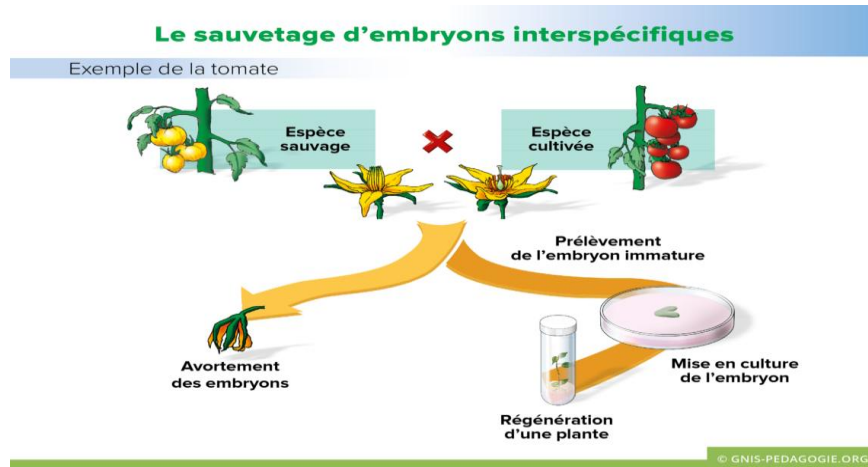 Le sauvetage d'embryons interspécifiques
Exemple de la tomate
Espèce
sauvage
Espèce
cultivée
Prélèvement
de l'embryon immature
Avortement
des embryons
Mise en culture
de l'embryon
Régénération
d'une plante
© GNIS-PEDAGOGIE.ORG